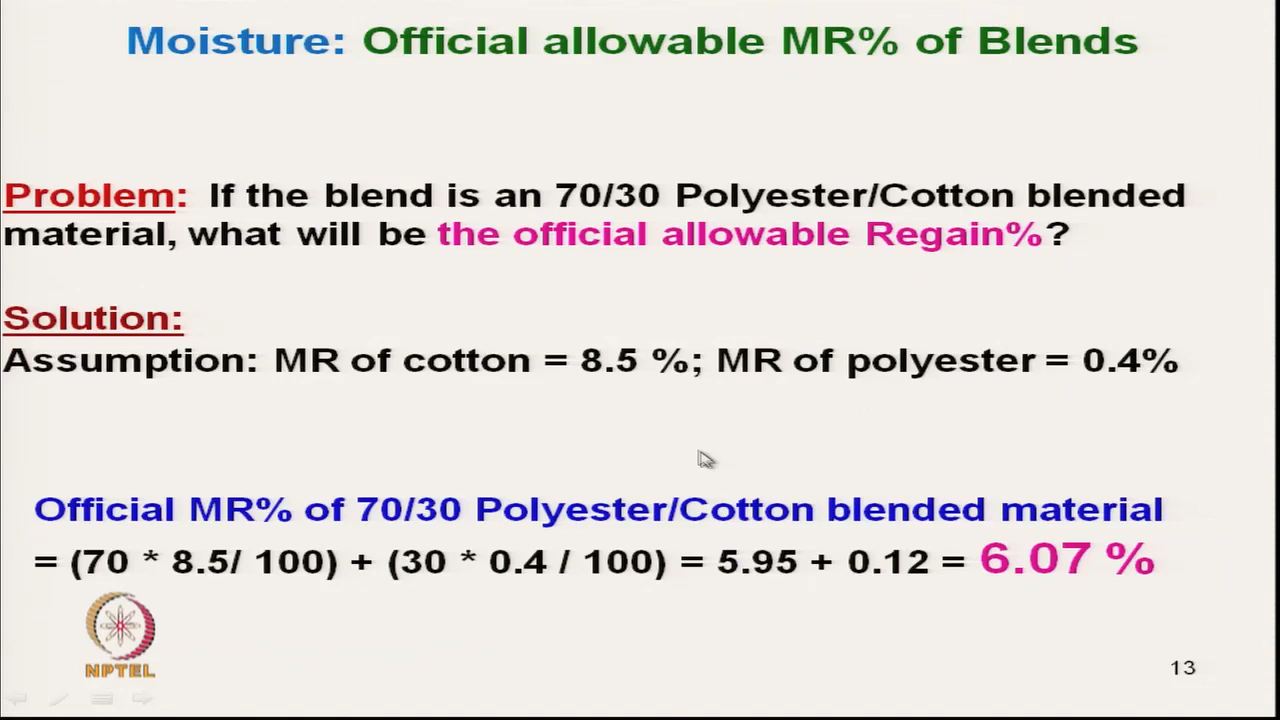 Moisture: Official allowable MR% of Blends
Problem: If the blend is an 70/30 Polyester/Cotton blended
material, what will be the official allowable Regain%?
Solution:
Assumption: MR of cotton = 8.5 %; MR of polyester = 0.4%
Official MR% of 70/30 Polyester/Cotton blended material
= (70 * 8.5/ 100) + (30 * 0.4 / 100) = 5.95 + 0.12 = 6.07 %
NPTEL
13